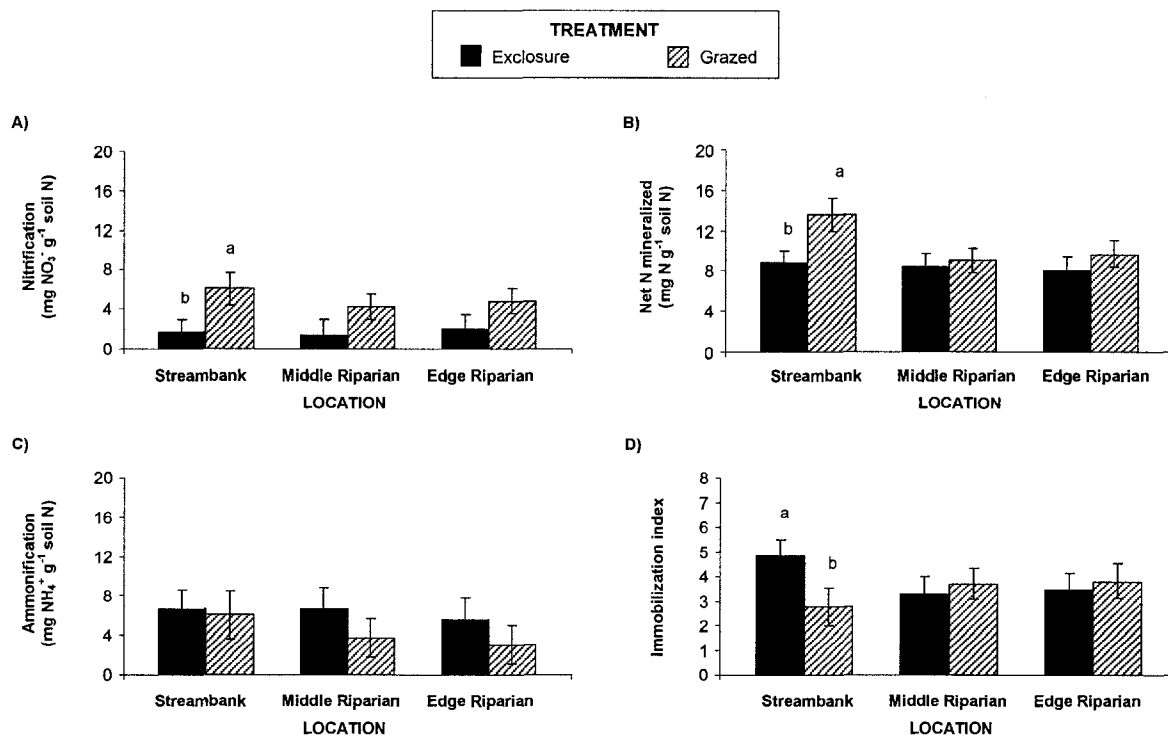 TREATMENT
Exclosure Grazed
A)
Nitrification
(mg NO3- g-1 soil N)
20
16
12
8
4
0
b
a
Streambank Middle Riparian Edge Riparian
LOCATION
B)
Net N mineralized
(mg N g-1 soil N)
20
16
12
8
4
0
b
a
Streambank Middle Riparian Edge Riparian
LOCATION
C)
Ammonification
(mg NH4+ g-1 soil N)
20
16
12
8
4
0
Streambank Middle Riparian Edge Riparian
LOCATION
D)
Immobilization index
8
7
6
5
4
3
2
1
0
a
b
Streambank Middle Riparian Edge Riparian
LOCATION